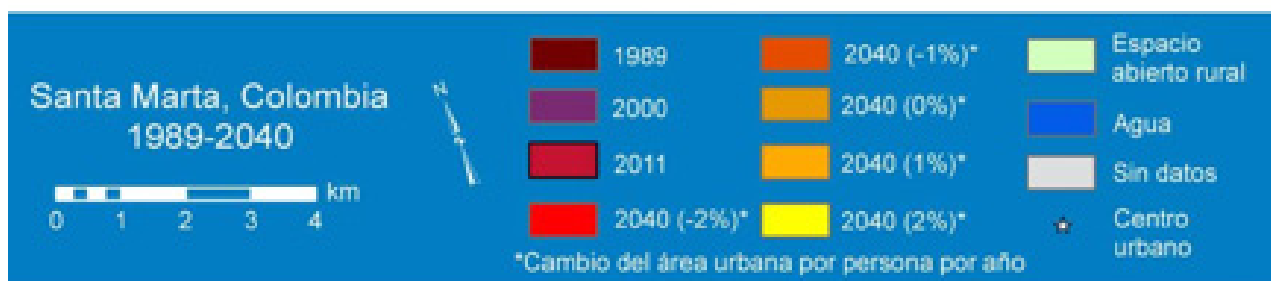 Santa Marta, Colombia
1989-2040
N
km
0 1 2 3 4
1989
2000
2011
2040 (-2%)*
2040 (-1%)*
2040 (0%)*
2040 (1%)*
2040 (2%)*
*Cambio del área urbana por persona por año
Espacio
abierto rural
Agua
Sin datos
Centro
urbano